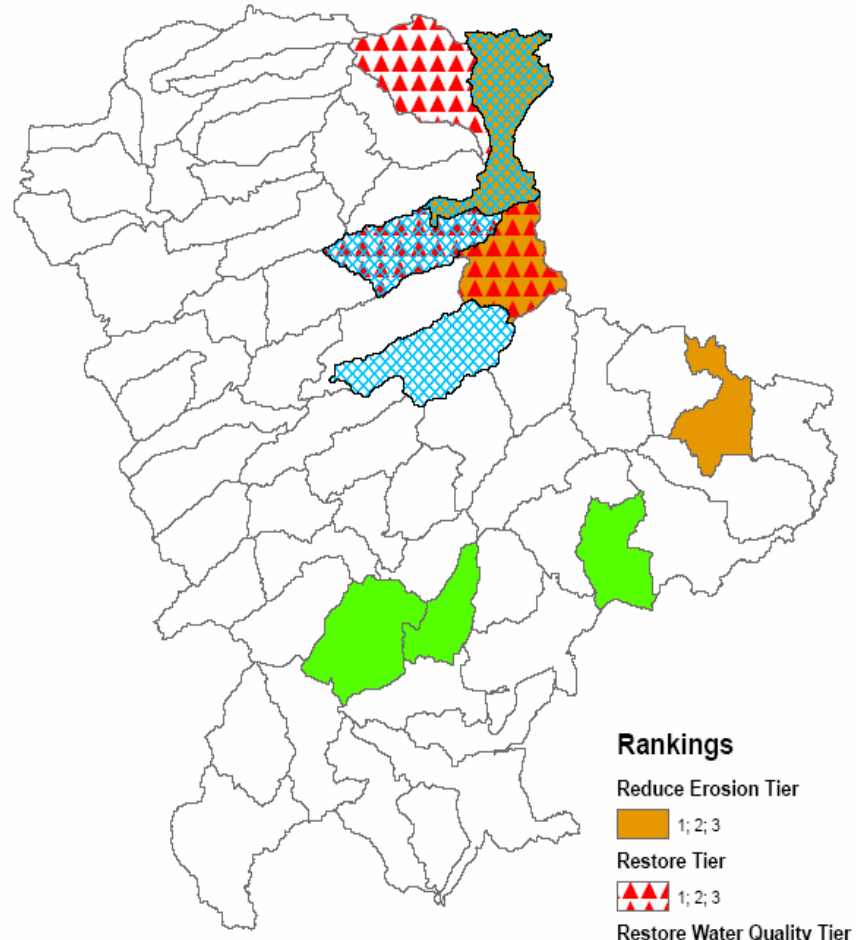 Rankings
Reduce Erosion Tier
1; 2; 3
Restore Tier
1; 2; 3
Restore Water Quality Tier